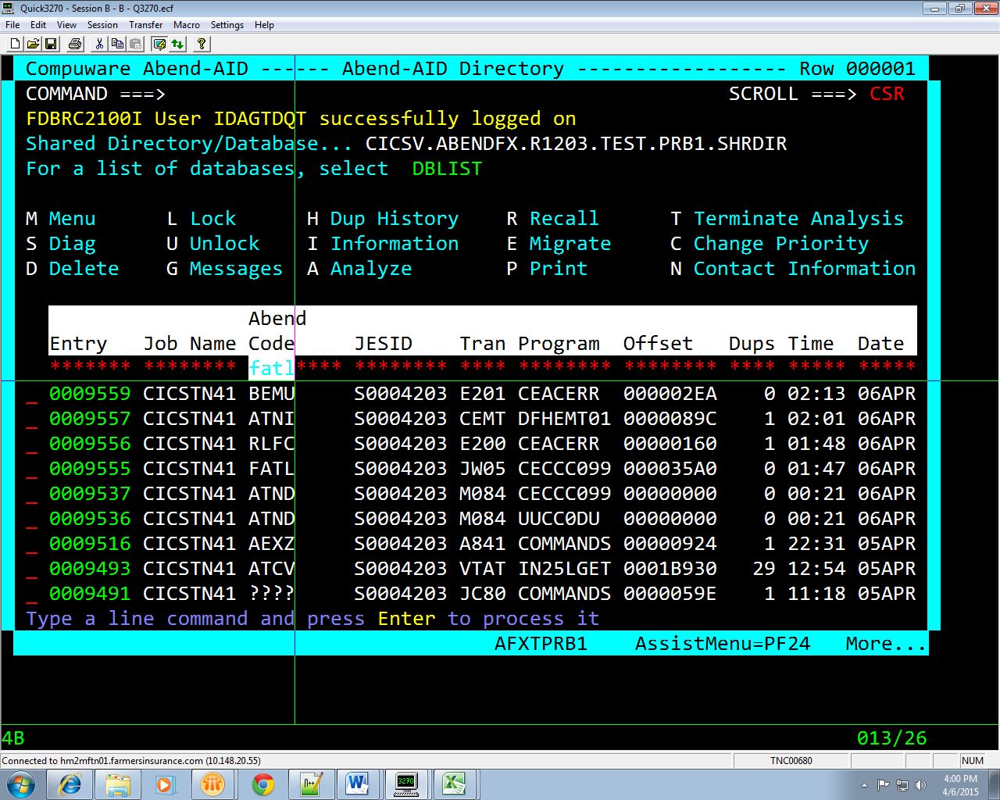 Quick3270 - Session B - B - Q3270.ecf
File Edit View Session Transfer Macro Settings Help
Compuware Abend-AID ------ Abend-AID Directory ------------------ Row 000001
COMMAND ===> SCROLL ===> CSR
FDBRC2100I User IDAGTDQT successfully logged on
Shared Directory/Database... CICSV.ABENDFX.R1203.TEST.PRB1.SHRDIR
For a list of databases, select DBLIST
M Menu L Lock H Dup History R Recall T Terminate Analysis
S Diag U Unlock I Information E Migrate C Change Priority
D Delete G Messages A Analyze P Print N Contact Information
Abend
Entry Job Name Code JESID Tran Program Offset Dups Time Date
******* ******** fatl**** ******** **** ******** ******** **** ***** *****
_ 0009559 CICSTN41 BEMU S0004203 E201 CEACERR 000002EA 0 02:13 06APR
_ 0009557 CICSTN41 ATNI S0004203 CEMT DFHEMT01 0000089C 1 02:01 06APR
_ 0009556 CICSTN41 RLFC S0004203 E200 CEACERR 00000160 1 01:48 06APR
_ 0009555 CICSTN41 FATL S0004203 JW05 CECCC099 000035A0 0 01:47 06APR
_ 0009537 CICSTN41 ATND S0004203 M084 CECCC099 00000000 0 00:21 06APR
_ 0009536 CICSTN41 ATND S0004203 M084 UUCC0DU 00000000 0 00:21 06APR
_ 0009516 CICSTN41 AEXZ S0004203 A841 COMMANDS 00000924 1 22:31 05APR
_ 0009493 CICSTN41 ATCV S0004203 VTAT IN25LGET 0001B930 29 12:54 05APR
_ 0009491 CICSTN41 ???? S0004203 JC80 COMMANDS 0000059E 1 11:18 05APR
Type a line command and press Enter to process it
AFXTPRB1 AssistMenu=PF24 More...
4B 013/26
Connected to hm2mftn01.farmersinsurance.com (10.148.20.55) TNC00680 NUM
4:00 PM
4/6/2015